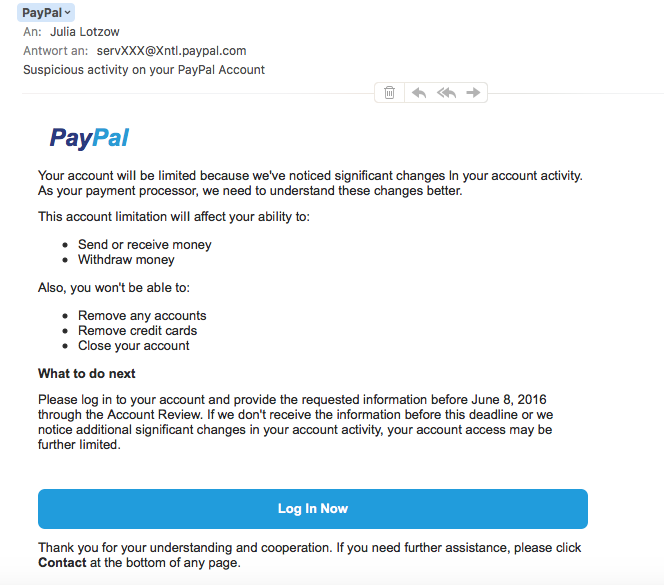 PayPal
An: Julia Lotzow
Antwort an: servXXX@Xntl.paypal.com
Suspicious activity on your PayPal Account
PayPal
Your account will be limited because we've noticed significant changes In your account activity.
As your payment processor, we need to understand these changes better.
This account limitation will affect your ability to:
• Send or receive money
• Withdraw money
Also, you won't be able to:
• Remove any accounts
• Remove credit cards
• Close your account
What to do next
Please log in to your account and provide the requested information before June 8, 2016
through the Account Review. If we don't receive the information before this deadline or we
notice additional significant changes in your account activity, your account access may be
further limited.
Log In Now
Thank you for your understanding and cooperation. If you need further assistance, please click
Contact at the bottom of any page.